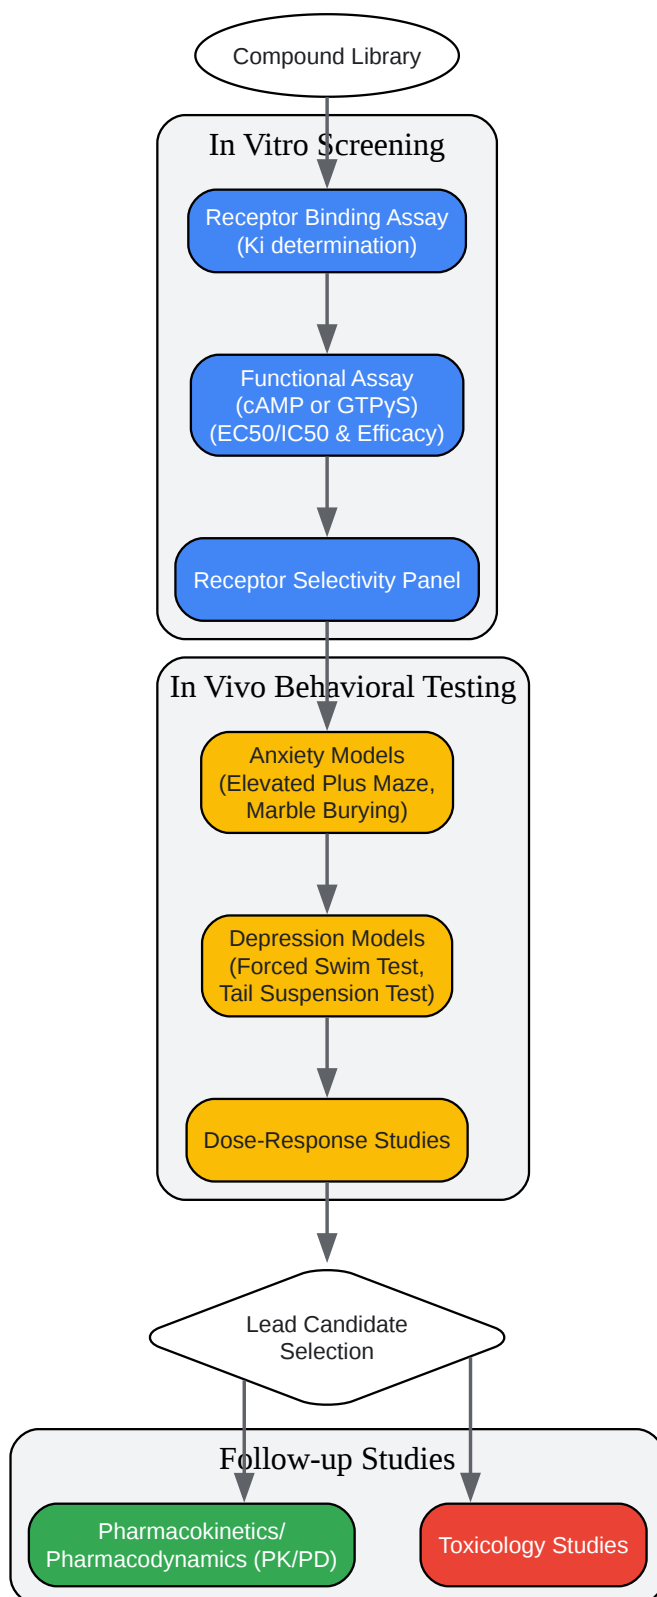 Compound Library
In Vitro Screening
Receptor Binding Assay
(Ki determination)
Functional Assay
(cAMP or GTPγS)
(EC50/IC50 & Efficacy)
Receptor Selectivity Panel
In Vivo Behavioral Testing
Anxiety Models
(Elevated Plus Maze,
Marble Burying)
Depression Models
(Forced Swim Test,
Tail Suspension Test)
Dose-Response Studies
Lead Candidate
Selection
Follow-up Studies
Pharmacokinetics/
Pharmacodynamics (PK/PD)
Toxicology Studies